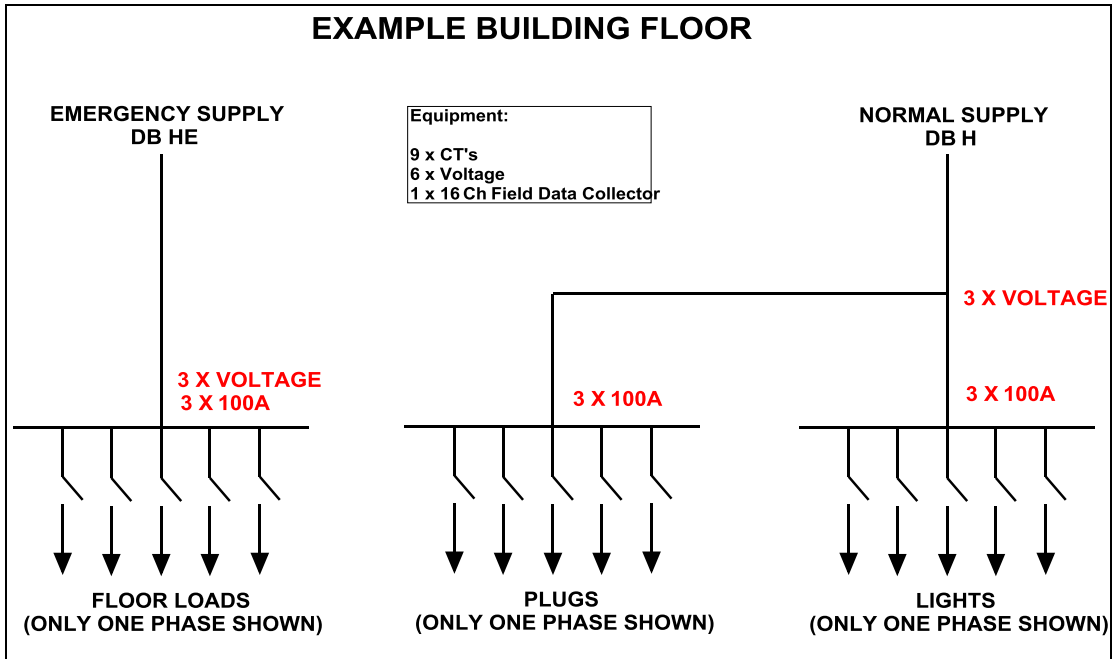 EXAMPLE BUILDING FLOOR
EMERGENCY SUPPLY
DB HE
Equipment:
9 x CT's
6 x Voltage
1 x 16 Ch Field Data Collector
NORMAL SUPPLY
DB H
3 X VOLTAGE
3 X VOLTAGE
3 X 100A
3 X 100A
3 X 100A
FLOOR LOADS
(ONLY ONE PHASE SHOWN)
PLUGS
(ONLY ONE PHASE SHOWN)
LIGHTS
(ONLY ONE PHASE SHOWN)